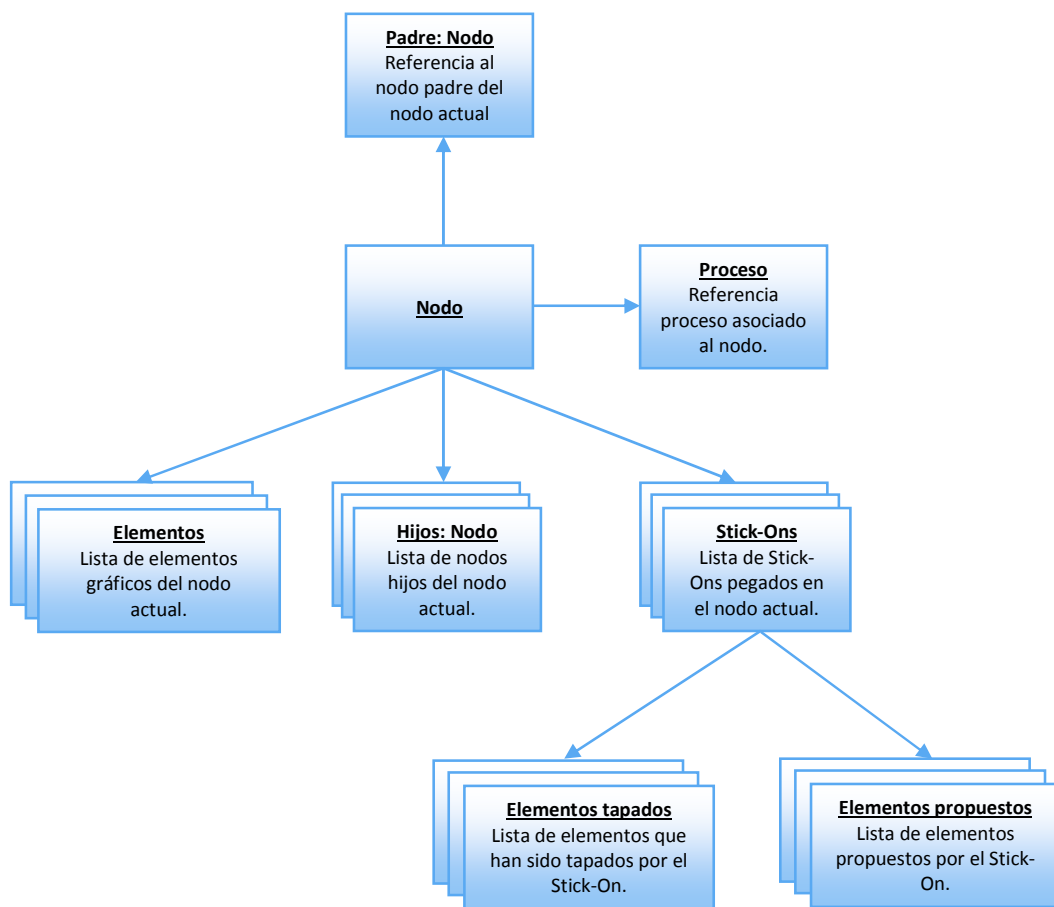 Padre: Nodo
Referencia al
nodo padre del
nodo actual
Nodo
Proceso
Referencia
proceso asociado
al nodo.
Elementos
Lista de elementos
gráficos del nodo
actual.
Hijos: Nodo
Lista de nodos
hijos del nodo
actual.
Stick-Ons
Lista de Stick-
Ons pegados en
el nodo actual.
Elementos tapados
Lista de elementos que
han sido tapados por el
Stick-On.
Elementos propuestos
Lista de elementos
propuestos por el Stick-
On.